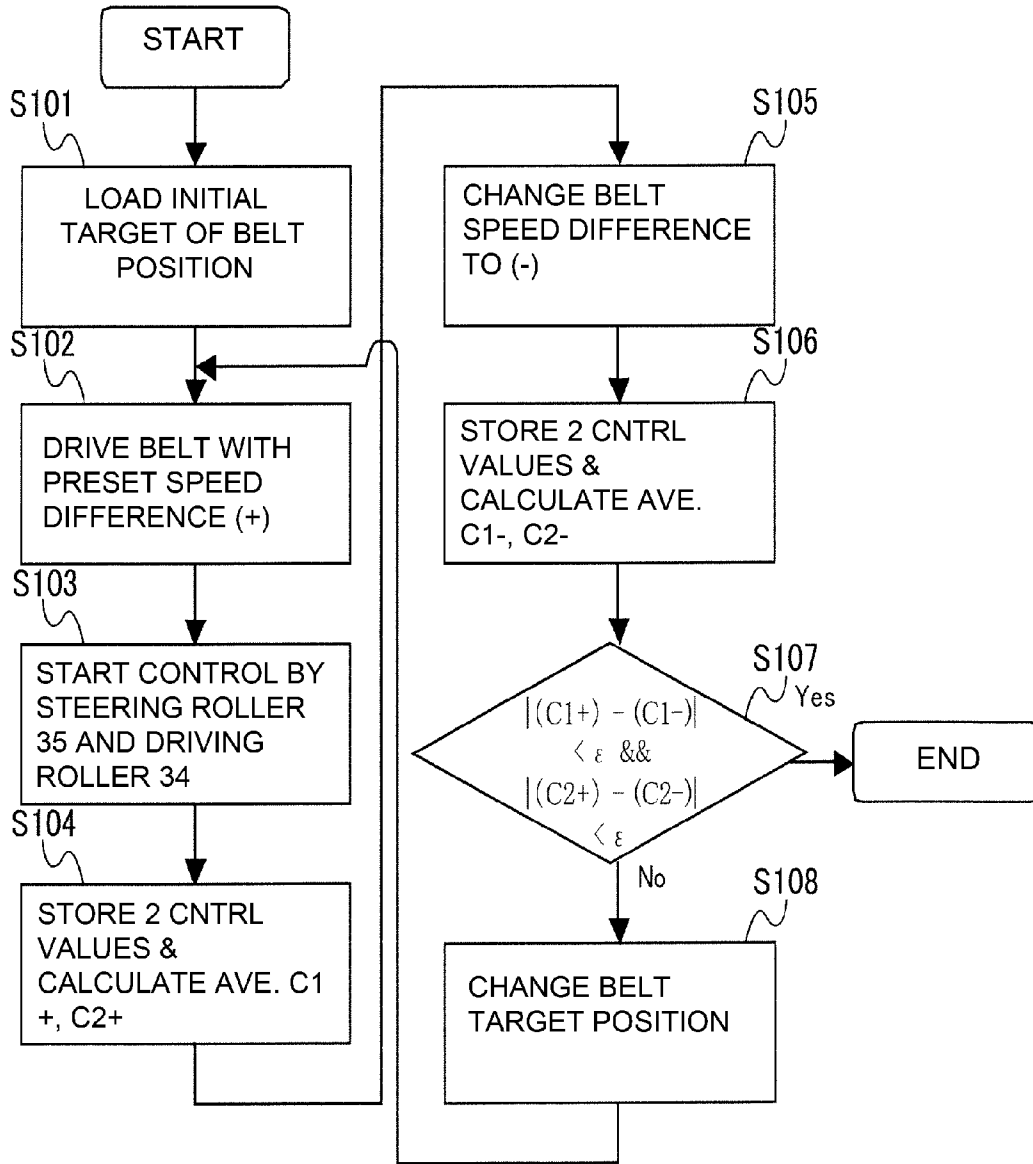 START
S101
LOAD INITIAL
TARGET OF BELT
POSITION
S102
DRIVE BELT WITH
PRESET SPEED
DIFFERENCE (+)
S103
START CONTROL BY
STEERING ROLLER
35 AND DRIVING
ROLLER 34
S104
STORE 2 CNTRL
VALUES &
CALCULATE AVE. C1
+, C2+
S105
CHANGE BELT
SPEED DIFFERENCE
TO (-)
S106
STORE 2 CNTRL
VALUES &
CALCULATE AVE.
C1-, C2-
S107
|(C1+) - (C1-)|
< ε &&
|(C2+) - (C2-)|
< ε
Yes
END
No
S108
CHANGE BELT
TARGET POSITION